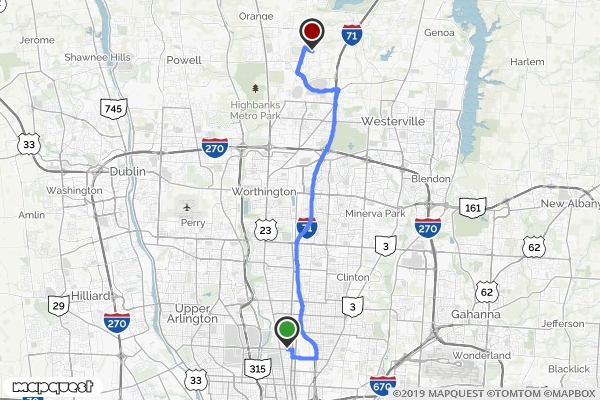 Orange
Jerome
Shawnee Hills
Powell
71
Genoa
Harlem
Highbanks
Metro Park
745
Westerville
33
270
Dublin
Blendon
Washington
Worthington
161
New Albany
Amlin
Perry
23
Minerva Park
71
270
3
62
Clinton
62
29
Hilliard
270
Upper
Arlington
3
Gahanna
Jefferson
315
Wonderland
Blacklick
33
670
mapquest
70
©2019 MAPQUEST ©TOMTOM ©MAPBOX